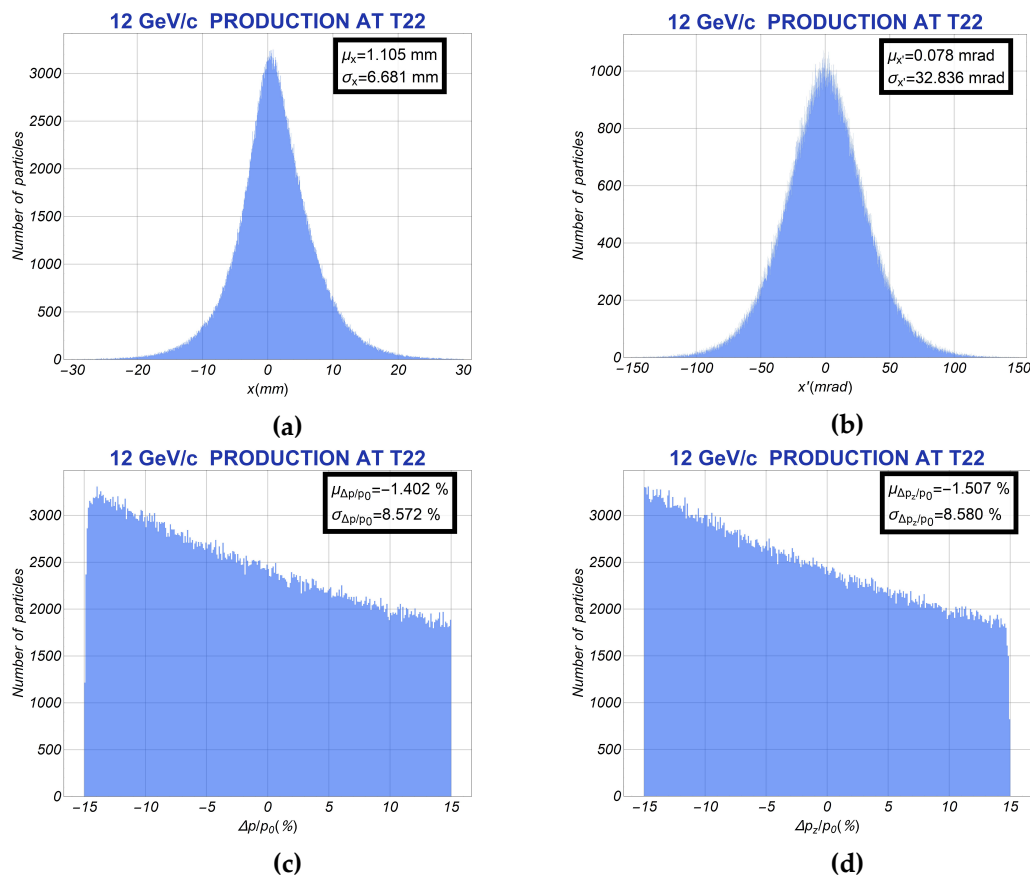 12 GeV/c PRODUCTION AT T22
μx=1.105 mm
σx=6.681 mm
Number of particles
3000
2500
2000
1500
1000
500
0
−30 −20 −10 0 10 20 30
x(mm)
(a)
12 GeV/c PRODUCTION AT T22
μx'=0.078 mrad
σx'=32.836 mrad
Number of particles
1000
800
600
400
200
0
−150 −100 −50 0 50 100 150
x'(mrad)
(b)
12 GeV/c PRODUCTION AT T22
μΔp/p0=−1.402 %
σΔp/p0=8.572 %
Number of particles
3000
2500
2000
1500
1000
500
0
−15 −10 −5 0 5 10 15
Δp/p0(%)
(c)
12 GeV/c PRODUCTION AT T22
μΔpz/p0=−1.507 %
σΔpz/p0=8.580 %
Number of particles
3000
2500
2000
1500
1000
500
0
−15 −10 −5 0 5 10 15
Δpz/p0(%)
(d)